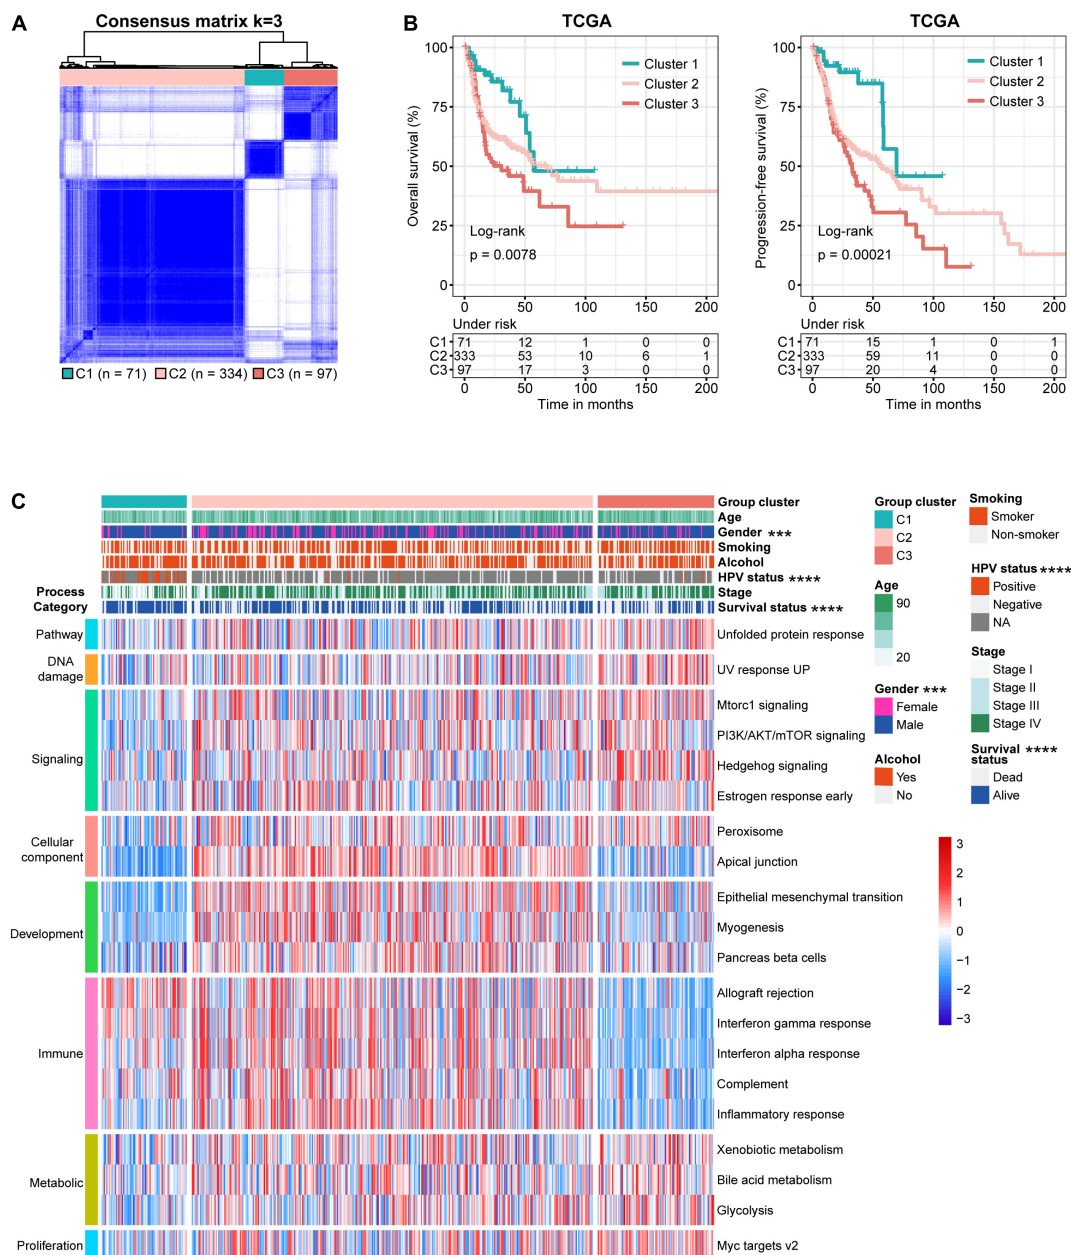 A
Consensus matrix k=3
C1 (n = 71) C2 (n = 334) C3 (n = 97)
B
TCGA
Overall survival (%)
100
75
50
25
0
Cluster 1
Cluster 2
Cluster 3
Log-rank
p = 0.0078
0 50 100 150 200
Under risk
C1 71 12 1 0 0
C2 333 53 10 6 1
C3 97 17 3 0 0
0 50 100 150 200
Time in months
TCGA
Progression-free survival (%)
100
75
50
25
0
Cluster 1
Cluster 2
Cluster 3
Log-rank
p = 0.00021
0 50 100 150 200
Under risk
C1 71 15 1 0 1
C2 333 59 11 0 0
C3 97 20 4 0 0
0 50 100 150 200
Time in months
C
Group cluster
Age
Gender ***
Smoking
Alcohol
HPV status ****
Stage
Survival status ****
Process
Category
Pathway
Unfolded protein response
DNA
damage
UV response UP
Signaling
Mtorc1 signaling
PI3K/AKT/mTOR signaling
Hedgehog signaling
Estrogen response early
Cellular
component
Peroxisome
Apical junction
Development
Epithelial mesenchymal transition
Myogenesis
Pancreas beta cells
Immune
Allograft rejection
Interferon gamma response
Interferon alpha response
Complement
Inflammatory response
Metabolic
Xenobiotic metabolism
Bile acid metabolism
Glycolysis
Proliferation
Myc targets v2
Group cluster
C1
C2
C3
Age
90
20
Gender ***
Female
Male
Alcohol
Yes
No
Smoking
Smoker
Non-smoker
HPV status ****
Positive
Negative
NA
Stage
Stage I
Stage II
Stage III
Stage IV
Survival ****
status
Dead
Alive
3
2
1
0
−1
−2
−3